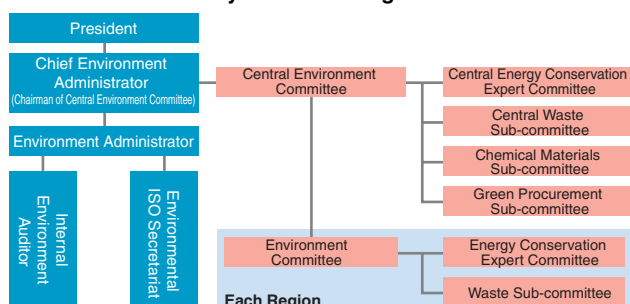 President
Chief Environment
Administrator
(Chairman of Central Environment Committee)
Central Environment
Committee
Central Energy Conservation
Expert Committee
Central Waste
Sub-committee
Environment Administrator
Chemical Materials
Sub-committee
Internal
Environment
Auditor
Environmental
ISO Secretariat
Green Procurement
Sub-committee
Environment
Committee
Energy Conservation
Expert Committee
Waste Sub-committee
Each Region